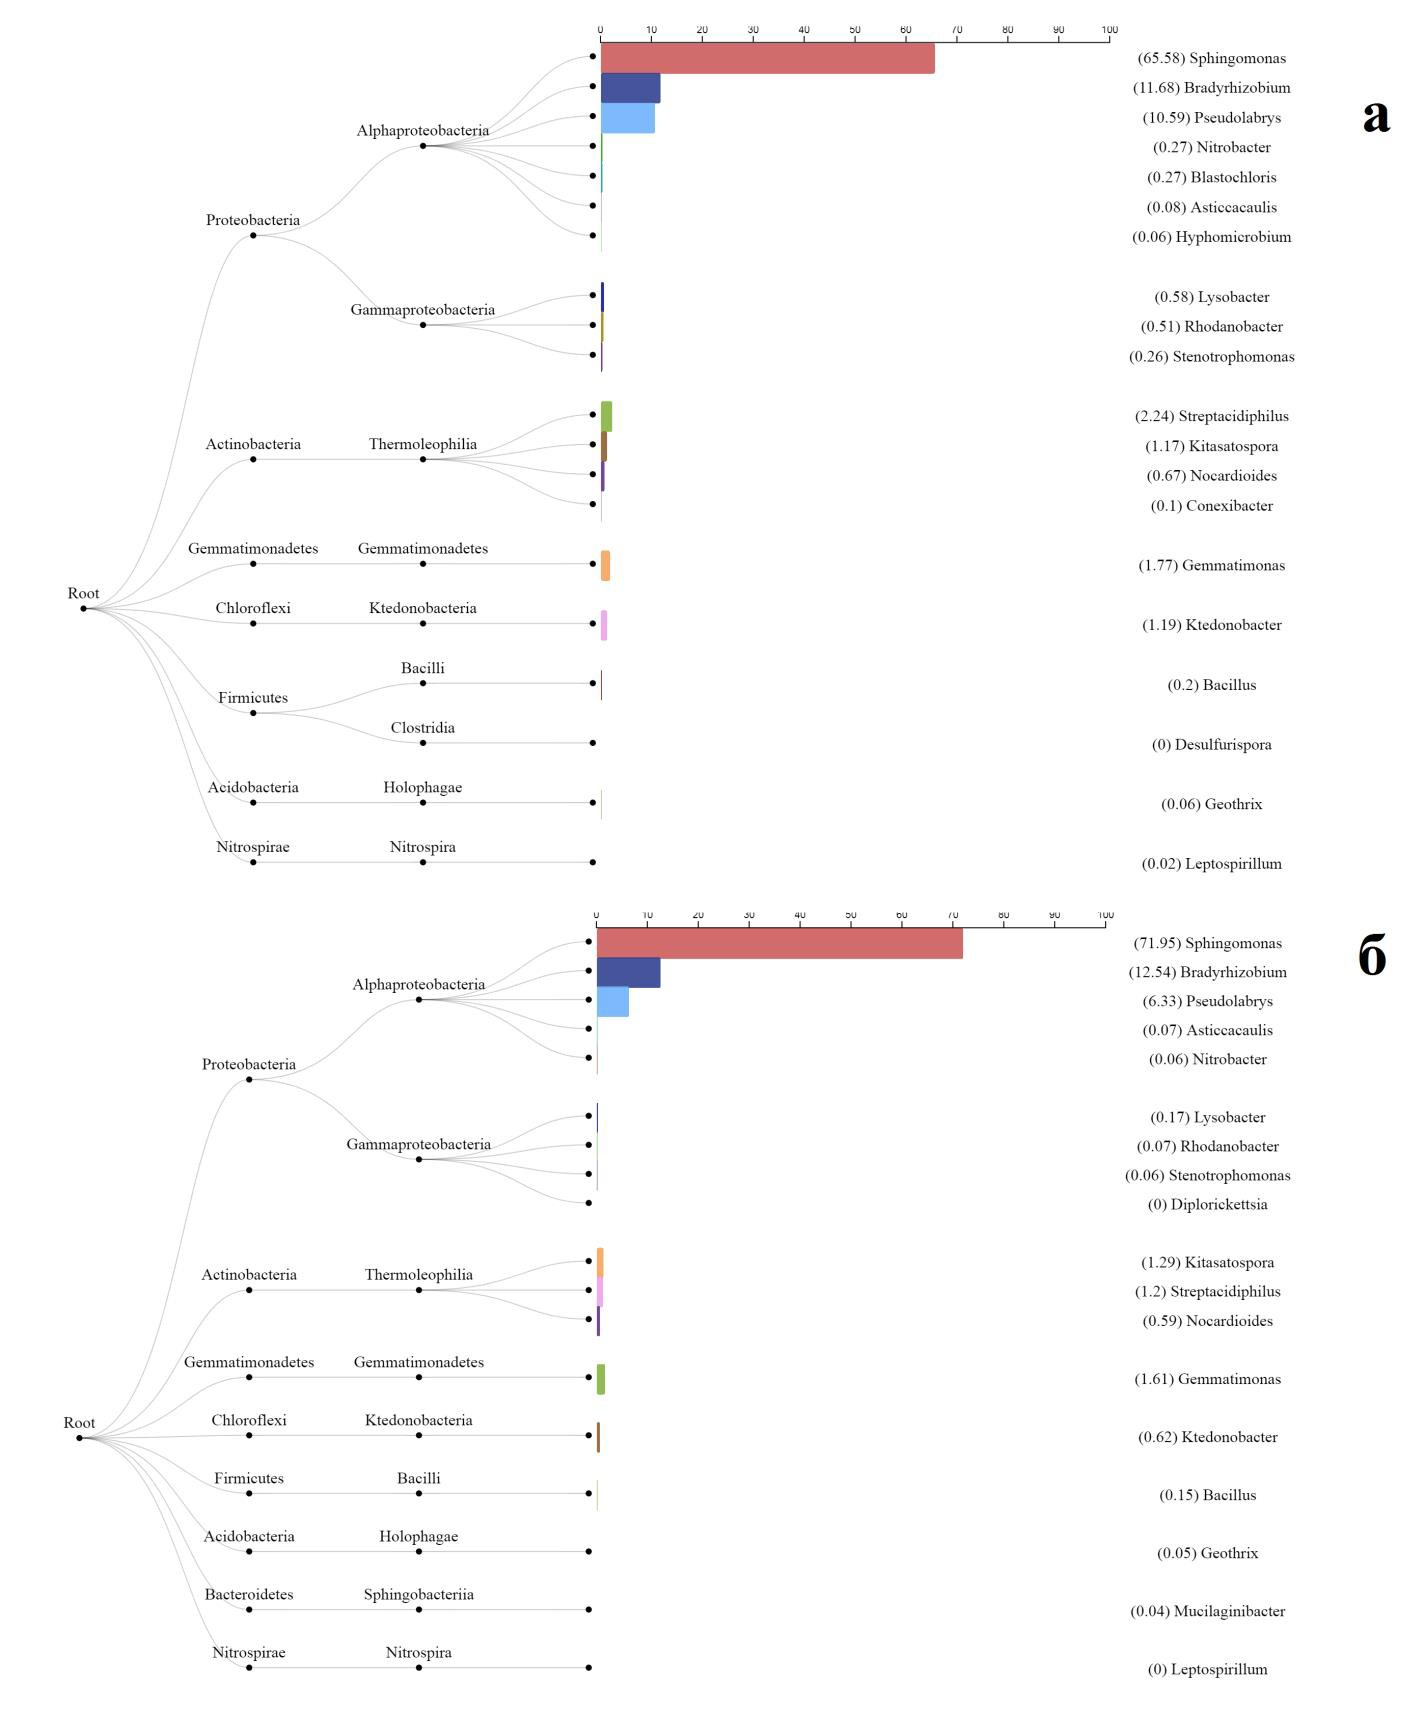 0 10 20 30 40 50 60 70 80 90 100
(65.58) Sphingomonas
(11.68) Bradyrhizobium
а
(10.59) Pseudolabrys
Alphaproteobacteria
(0.27) Nitrobacter
(0.27) Blastochloris
(0.08) Asticcacaulis
Proteobacteria
(0.06) Hyphomicrobium
(0.58) Lysobacter
Gammaproteobacteria
(0.51) Rhodanobacter
(0.26) Stenotrophomonas
(2.24) Streptacidiphilus
Actinobacteria Thermoleophilia (1.17) Kitasatospora
(0.67) Nocardioides
(0.1) Conexibacter
Gemmatimonadetes Gemmatimonadetes (1.77) Gemmatimonas
Root
Chloroflexi Ktedonobacteria (1.19) Ktedonobacter
Bacilli (0.2) Bacillus
Firmicutes
Clostridia (0) Desulfurispora
Acidobacteria Holophagae (0.06) Geothrix
Nitrospirae Nitrospira (0.02) Leptospirillum
0 10 20 30 40 50 60 70 80 90 100
(71.95) Sphingomonas
б
(12.54) Bradyrhizobium
Alphaproteobacteria
(6.33) Pseudolabrys
(0.07) Asticcacaulis
Proteobacteria
(0.06) Nitrobacter
(0.17) Lysobacter
Gammaproteobacteria (0.07) Rhodanobacter
(0.06) Stenotrophomonas
(0) Diplorickettsia
(1.29) Kitasatospora
Actinobacteria Thermoleophilia
(1.2) Streptacidiphilus
(0.59) Nocardioides
Gemmatimonadetes Gemmatimonadetes (1.61) Gemmatimonas
Root
Chloroflexi Ktedonobacteria (0.62) Ktedonobacter
Firmicutes Bacilli (0.15) Bacillus
Acidobacteria Holophagae (0.05) Geothrix
Bacteroidetes Sphingobacteriia (0.04) Mucilaginibacter
Nitrospirae Nitrospira (0) Leptospirillum